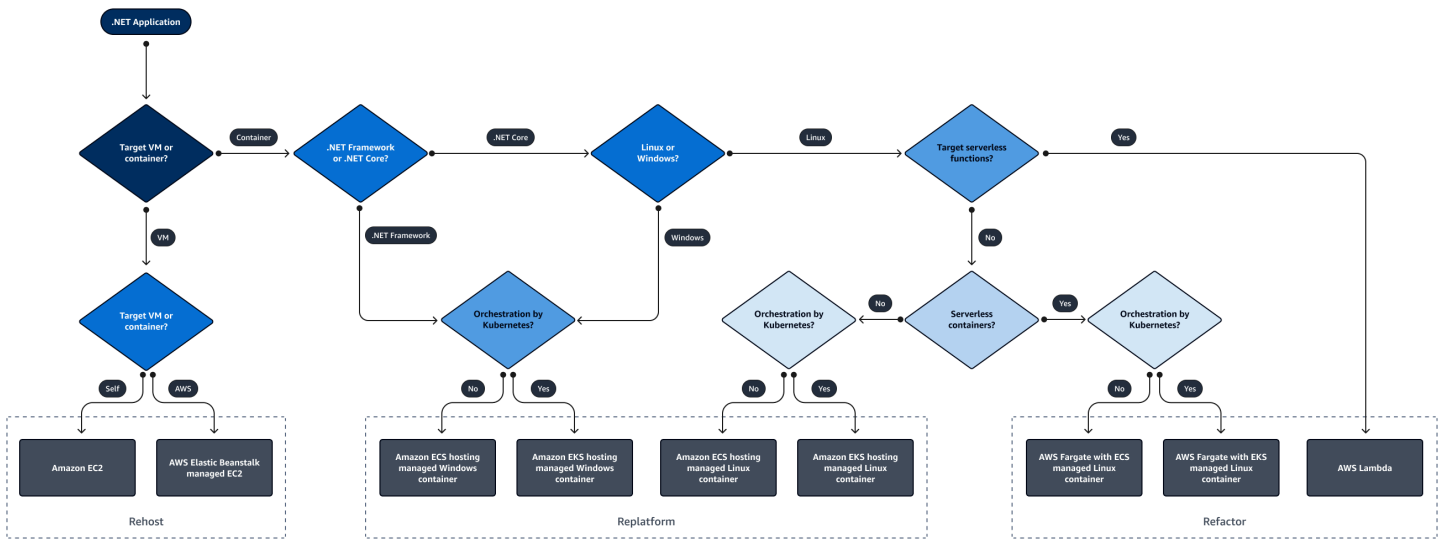 .NET Application
Target VM or
container?
Container
.NET Framework
or .NET Core?
.NET Core
Linux or
Windows?
Linux
Target serverless
functions?
Yes
VM
.NET Framework
Windows
No
Target VM or
container?
Orchestration by
Kubernetes?
Orchestration by
Kubernetes?
No
Serverless
containers?
Yes
Orchestration by
Kubernetes?
Self
AWS
No
Yes
No
Yes
No
Yes
Amazon EC2
AWS Elastic Beanstalk
managed EC2
Amazon ECS hosting
managed Windows
container
Amazon EKS hosting
managed Windows
container
Amazon ECS hosting
managed Linux
container
Amazon EKS hosting
managed Linux
container
AWS Fargate with ECS
managed Linux
container
AWS Fargate with EKS
managed Linux
container
AWS Lambda
Rehost
Replatform
Refactor